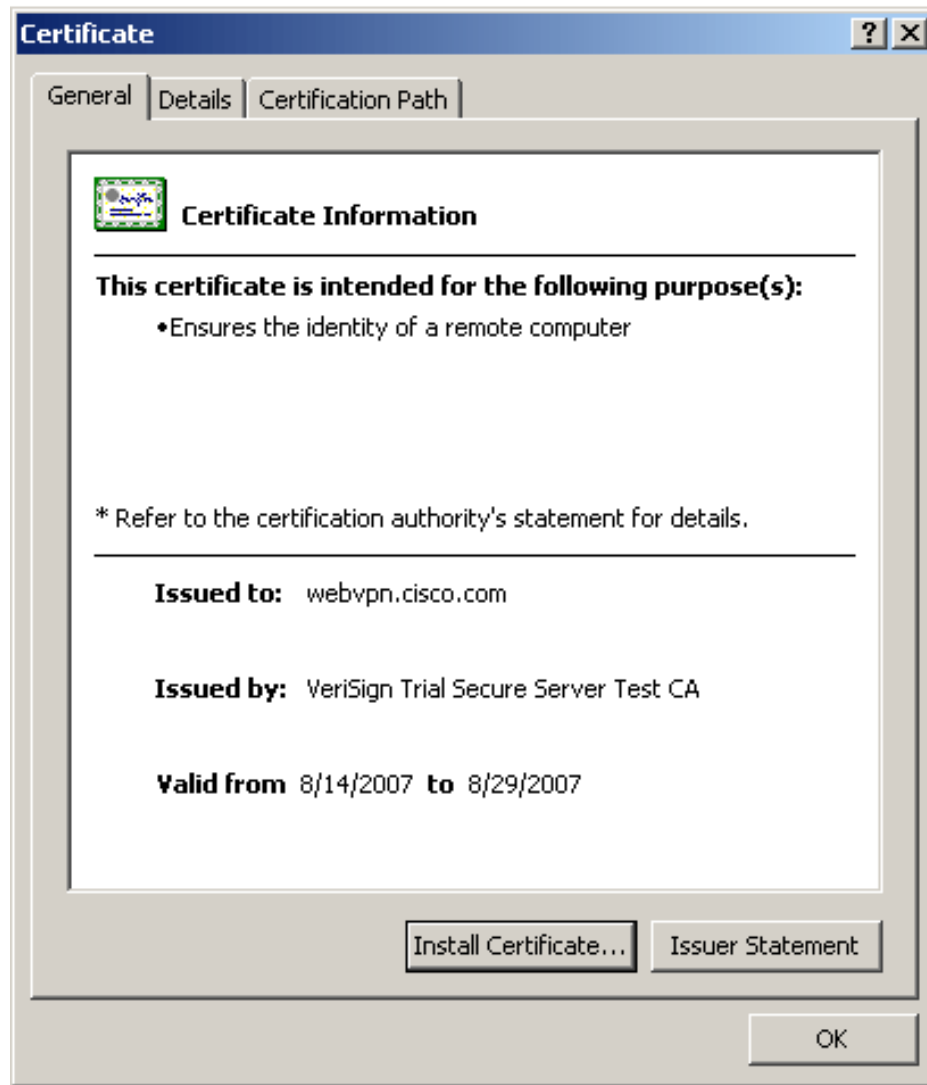 Certificate
General Details Certification Path
Certificate Information
This certificate is intended for the following purpose(s):
•Ensures the identity of a remote computer
* Refer to the certification authority's statement for details.
Issued to: webvpn.cisco.com
Issued by: VeriSign Trial Secure Server Test CA
Valid from 8/14/2007 to 8/29/2007
Install Certificate... Issuer Statement
OK